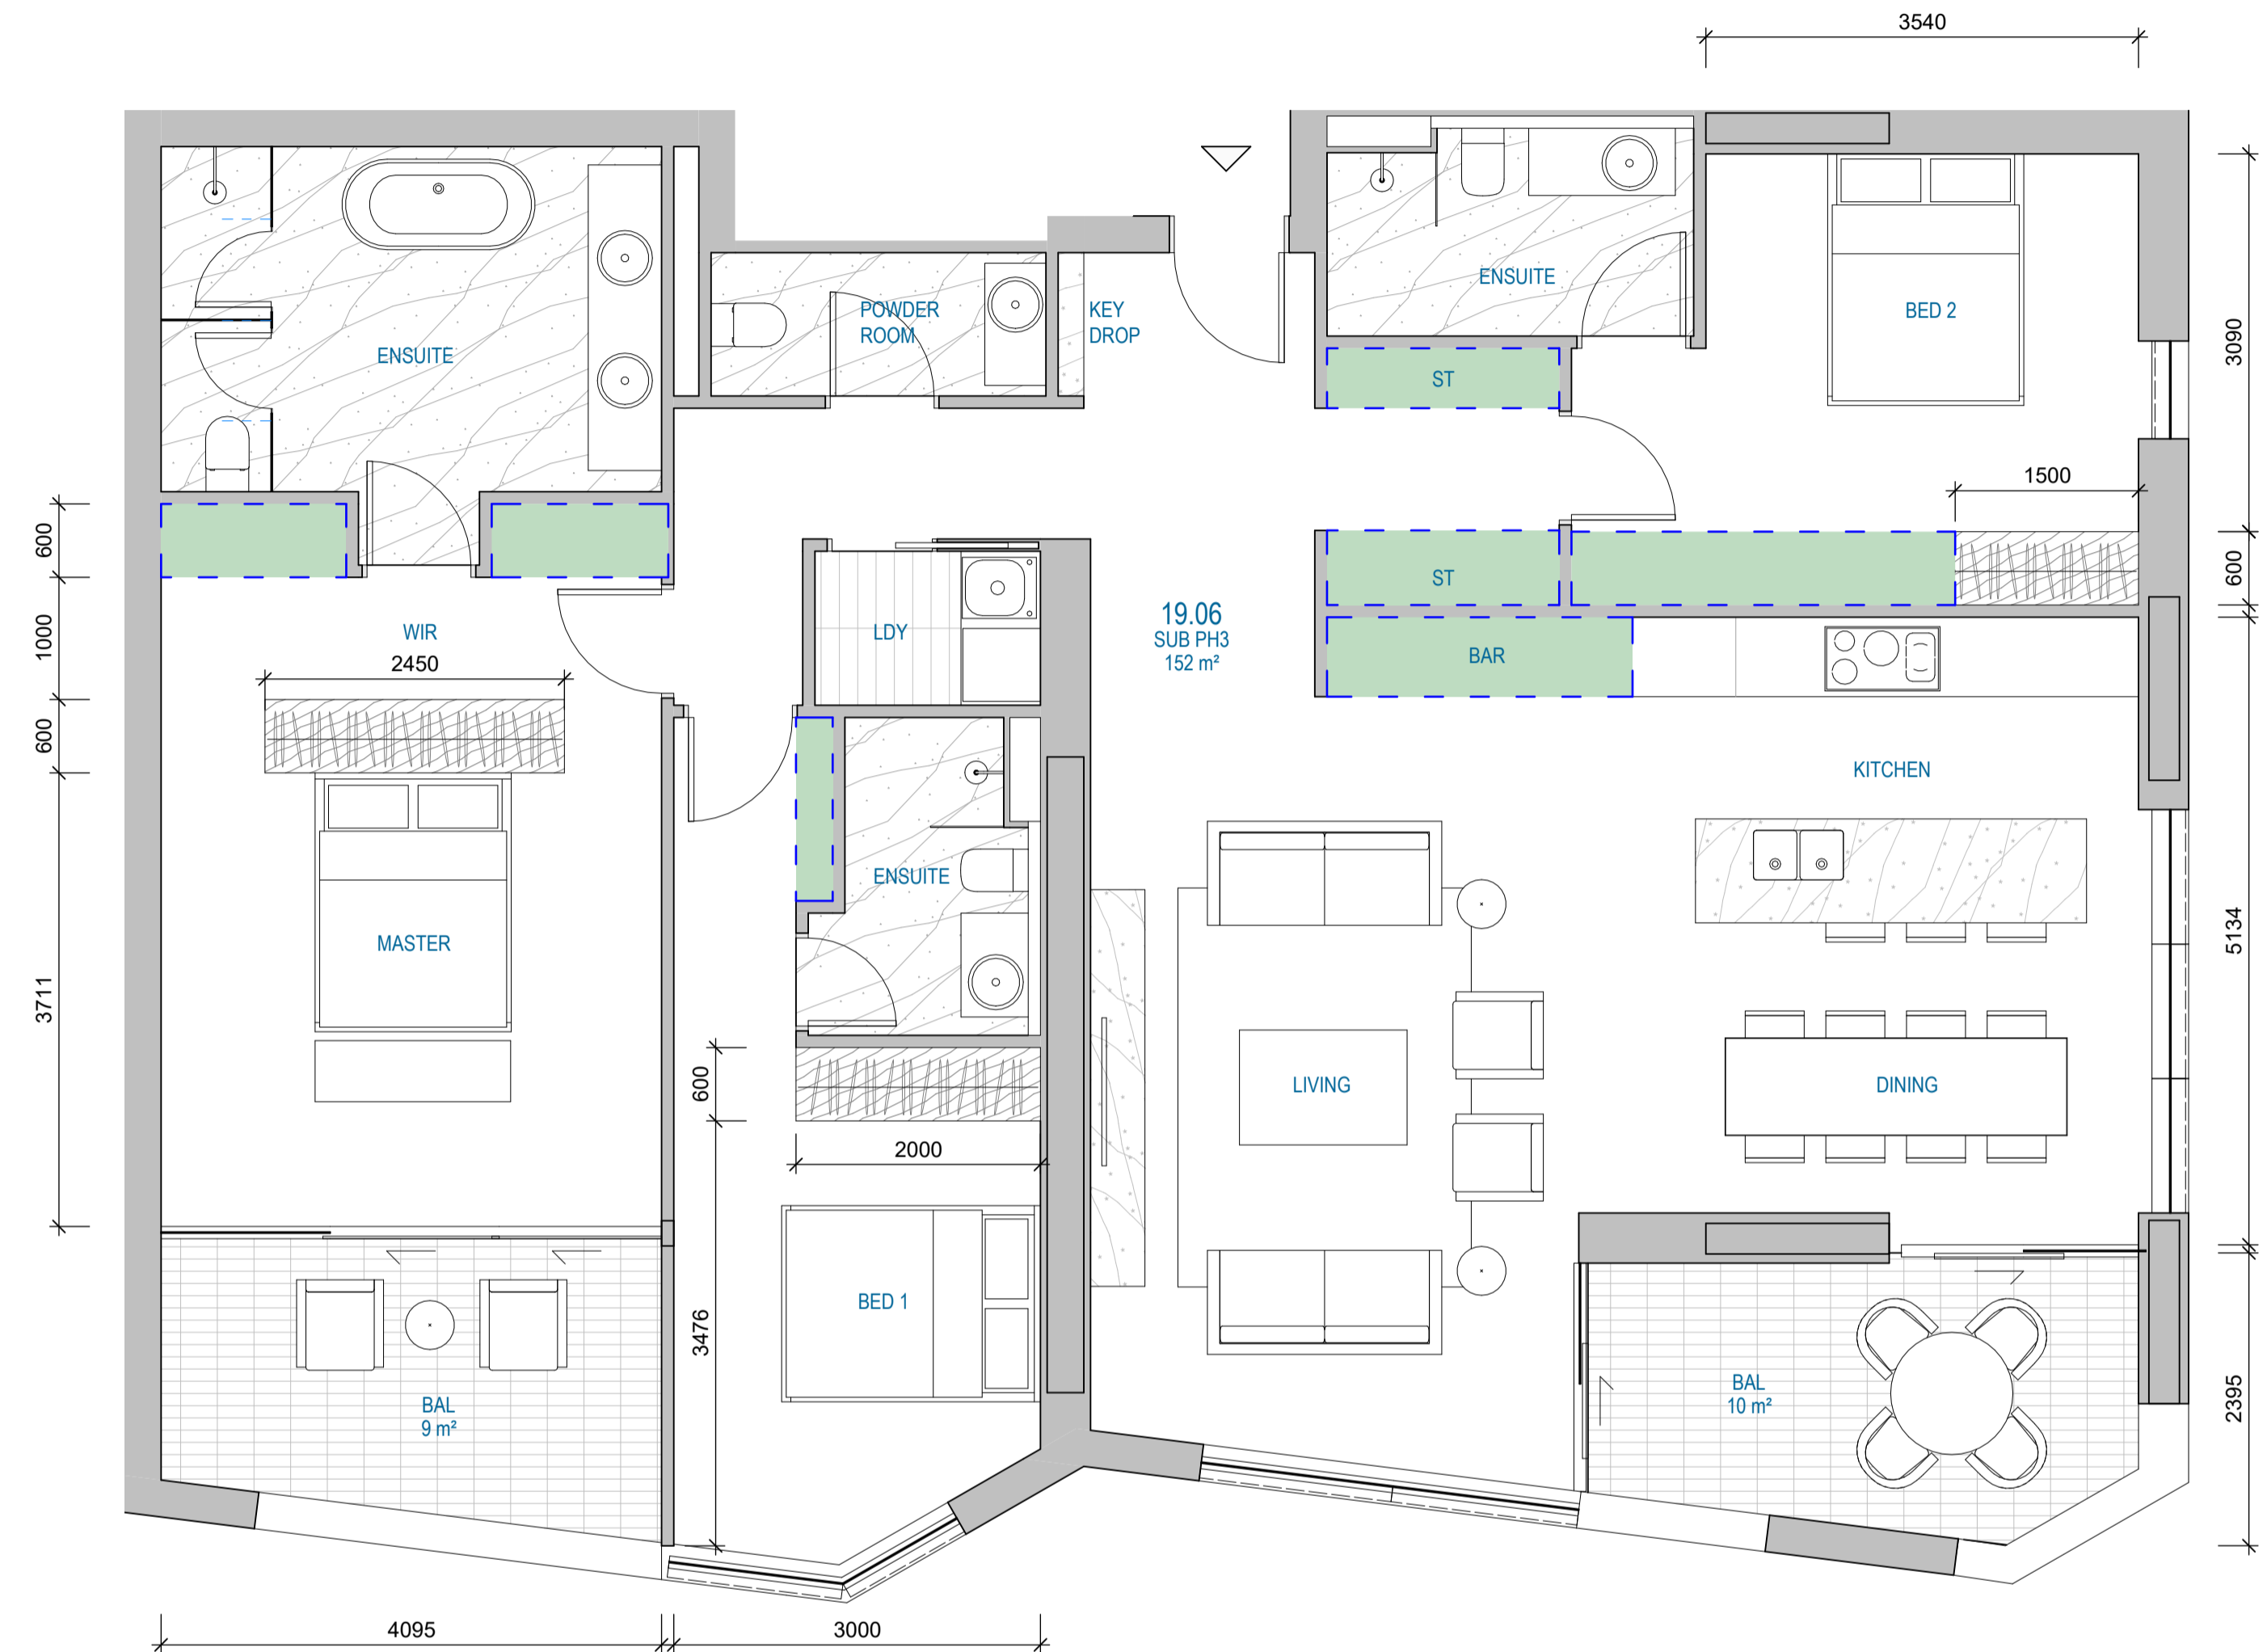 3540
ENSUITE
POWDER
ROOM
KEY
DROP
ENSUITE
BED 2
3090
ST
1500
600
600
ST
1000
WIR
2450
LDY
19.06
SUB PH3
152 m²
BAR
600
KITCHEN
ENSUITE
MASTER
5134
3711
600
LIVING
DINING
2000
BED 1
3476
BAL
9 m²
BAL
10 m²
2395
4095
3000